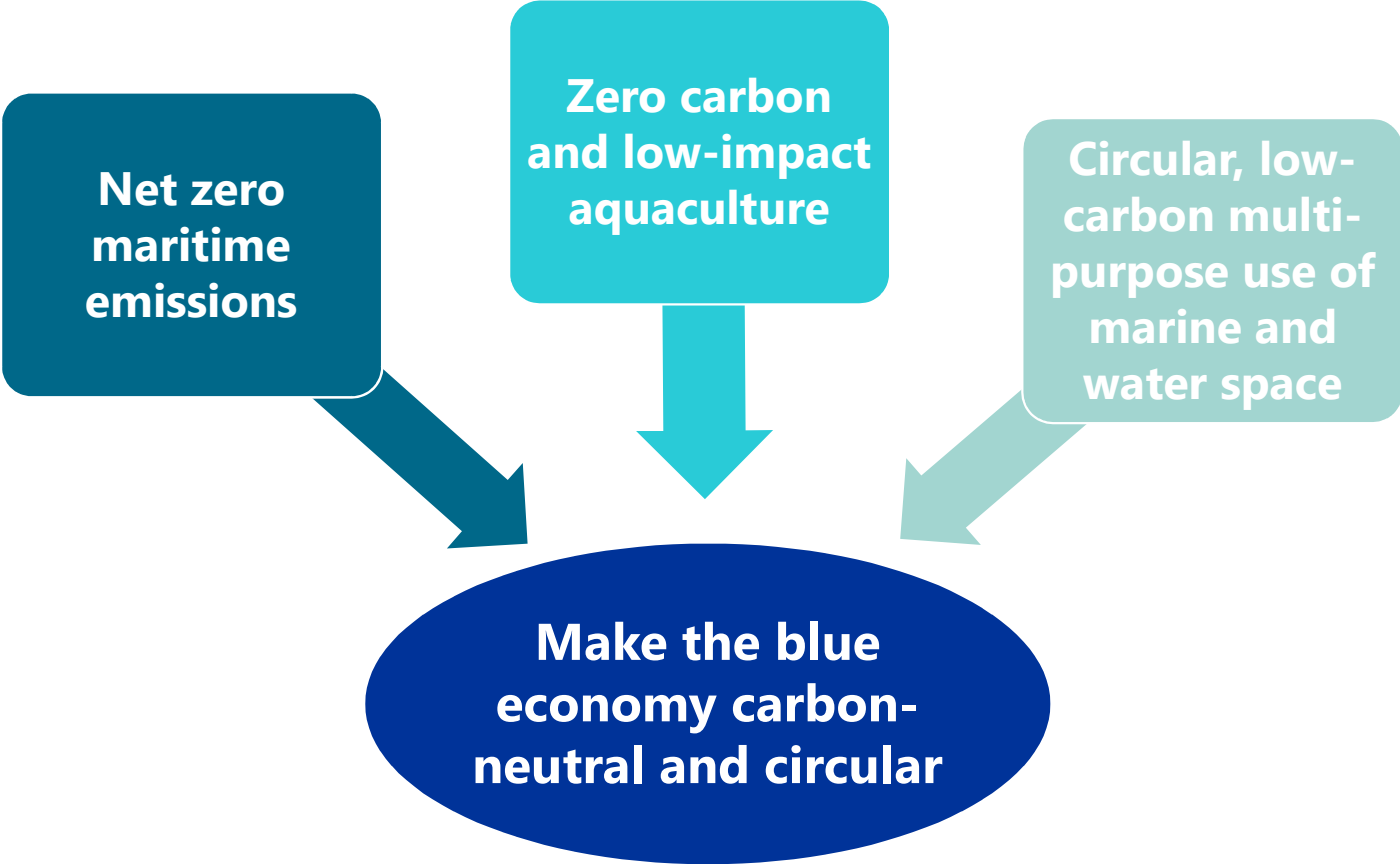 Net zero
maritime
emissions
Zero carbon
and low-impact
aquaculture
Circular, low-
carbon multi-
purpose use of
marine and
water space
Make the blue
economy carbon-
neutral and circular